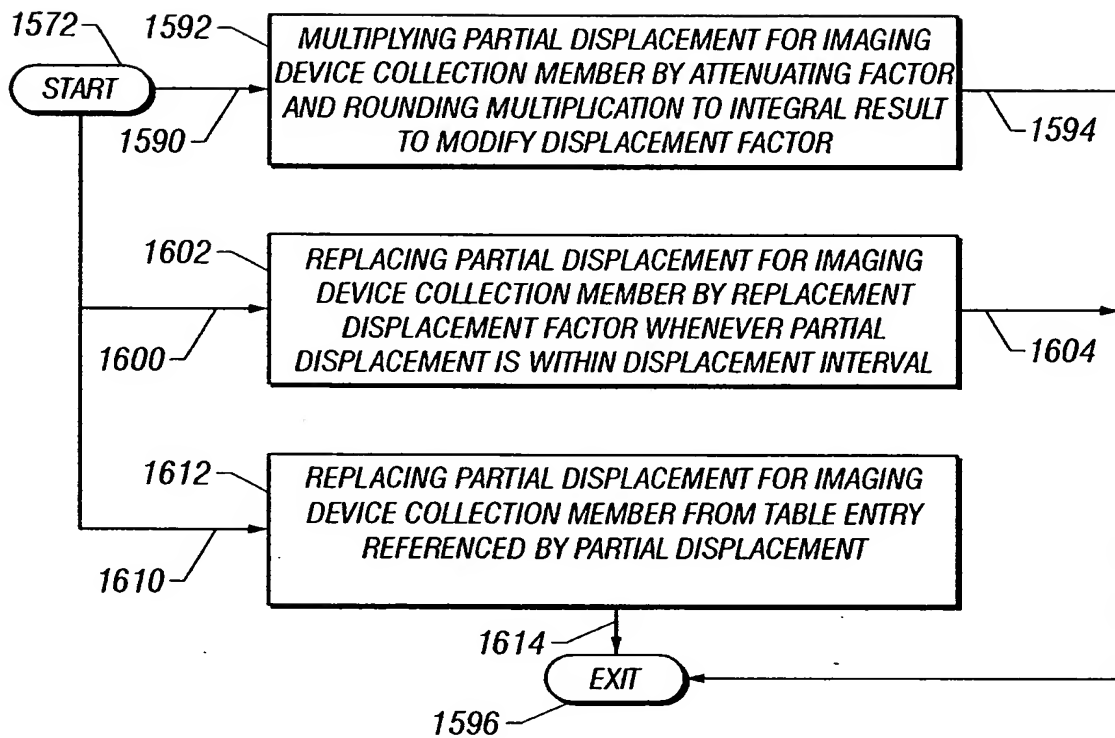 1572
START
1590
1592
MULTIPLYING PARTIAL DISPLACEMENT FOR IMAGING
DEVICE COLLECTION MEMBER BY ATTENUATING FACTOR
AND ROUNDING MULTIPLICATION TO INTEGRAL RESULT
TO MODIFY DISPLACEMENT FACTOR
1594
1602
REPLACING PARTIAL DISPLACEMENT FOR IMAGING
DEVICE COLLECTION MEMBER BY REPLACEMENT
DISPLACEMENT FACTOR WHENEVER PARTIAL
DISPLACEMENT IS WITHIN DISPLACEMENT INTERVAL
1600
1604
1612
REPLACING PARTIAL DISPLACEMENT FOR IMAGING
DEVICE COLLECTION MEMBER FROM TABLE ENTRY
REFERENCED BY PARTIAL DISPLACEMENT
1610
1614
EXIT
1596